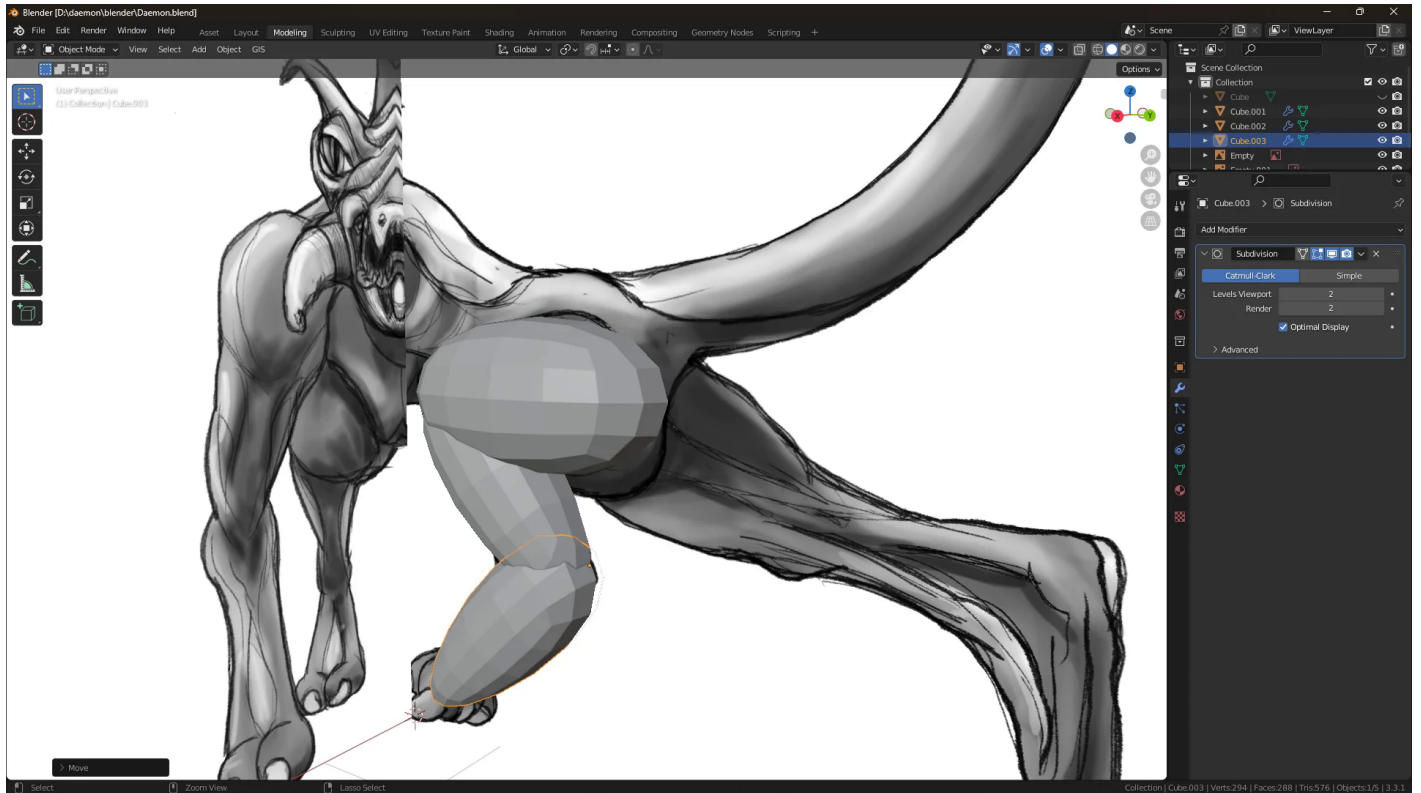 Blender [D:\daemon\blender\Daemon.blend]
File Edit Render Window Help Asset Layout Modeling Sculpting UV Editing Texture Paint Shading Animation Rendering Compositing Geometry Nodes Scripting + Scene ViewLayer
Object Mode View Select Add Object GIS Global
Options
User Perspective
(1) Collection | Cube.003
Z
X
Y
Scene Collection
Collection
Cube
Cube.001
Cube.002
Cube.003
Empty
Cube.003 > Subdivision
Add Modifier
Subdivision
Catmull-Clark Simple
Levels Viewport 2
Render 2
Optimal Display
> Advanced
> Move
Select Zoom View Lasso Select Collection | Cube.003 | Verts:294 | Faces:288 | Tris:576 | Objects:1/5 | 3.3.1